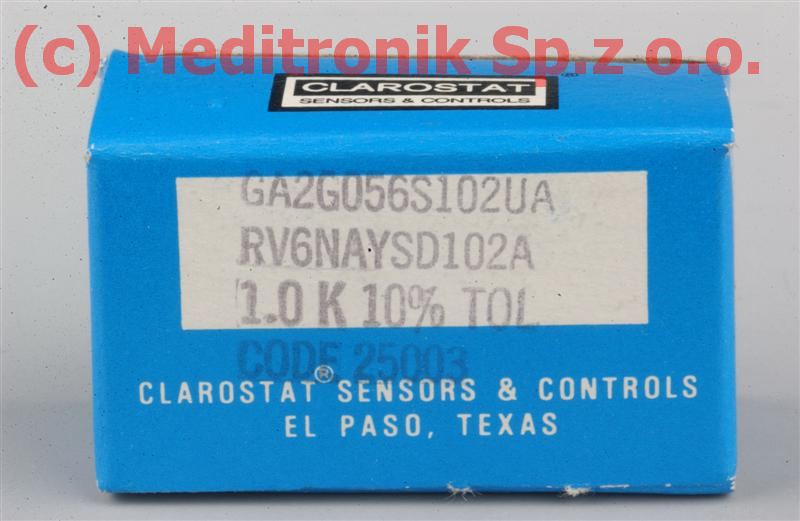 (c) Meditronik Sp.z o.o.
CLAROSTAT®
SENSORS & CONTROLS
GA2G056S102UA
RV6NAYSD102A
1.0 K 10% TOL
CODE 25003
CLAROSTAT® SENSORS & CONTROLS
EL PASO, TEXAS